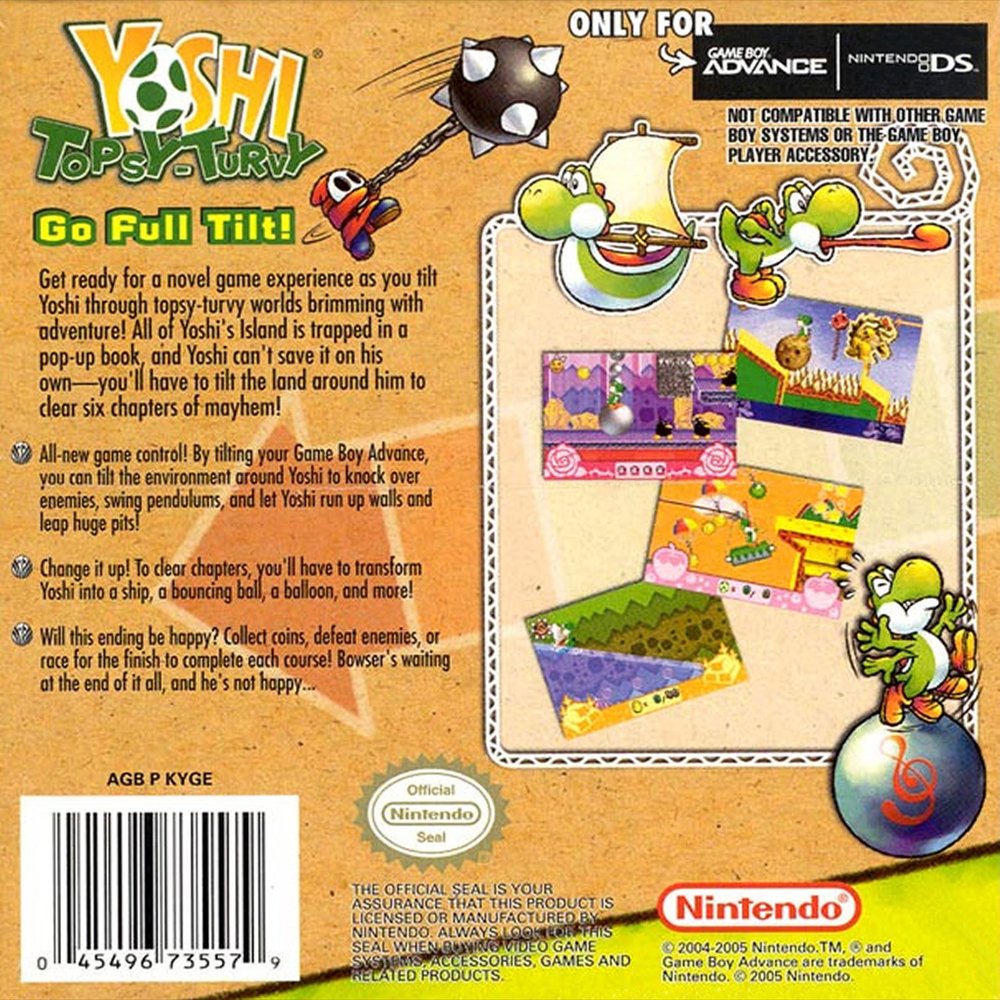 YOSHI®
TOPSY-TURVY
ONLY FOR
GAME BOY
ADVANCE
NINTENDO DS™
NOT COMPATIBLE WITH OTHER GAME
BOY SYSTEMS OR THE GAME BOY
PLAYER ACCESSORY.
Go Full Tilt!
Get ready for a novel game experience as you tilt
Yoshi through topsy-turvy worlds brimming with
adventure! All of Yoshi's Island is trapped in a
pop-up book, and Yoshi can't save it on his
own—you'll have to tilt the land around him to
clear six chapters of mayhem!
All-new game control! By tilting your Game Boy Advance,
you can tilt the environment around Yoshi to knock over
enemies, swing pendulums, and let Yoshi run up walls and
leap huge pits!
Change it up! To clear chapters, you'll have to transform
Yoshi into a ship, a bouncing ball, a balloon, and more!
Will this ending be happy? Collect coins, defeat enemies, or
race for the finish to complete each course! Bowser's waiting
at the end of it all, and he's not happy...
AGB P KYGE
0 45496 73557 9
Official
Nintendo
Seal
THE OFFICIAL SEAL IS YOUR
ASSURANCE THAT THIS PRODUCT IS
LICENSED OR MANUFACTURED BY
NINTENDO. ALWAYS LOOK FOR THIS
SEAL WHEN BUYING VIDEO GAME
SYSTEMS, ACCESSORIES, GAMES AND
RELATED PRODUCTS.
Nintendo®
© 2004-2005 Nintendo.TM, ® and
Game Boy Advance are trademarks of
Nintendo. © 2005 Nintendo.